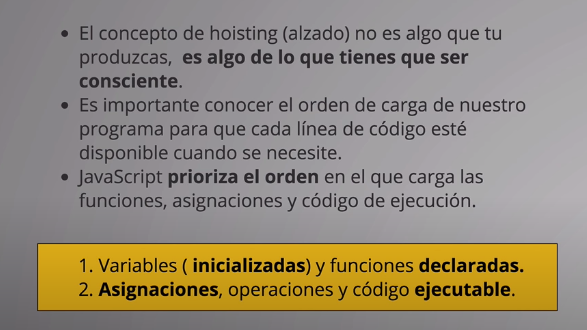 • El concepto de hoisting (alzado) no es algo que tu
produzcas, es algo de lo que tienes que ser
consciente.
• Es importante conocer el orden de carga de nuestro
programa para que cada línea de código esté
disponible cuando se necesite.
• JavaScript prioriza el orden en el que carga las
funciones, asignaciones y código de ejecución.
1. Variables ( inicializadas) y funciones declaradas.
2. Asignaciones, operaciones y código ejecutable.